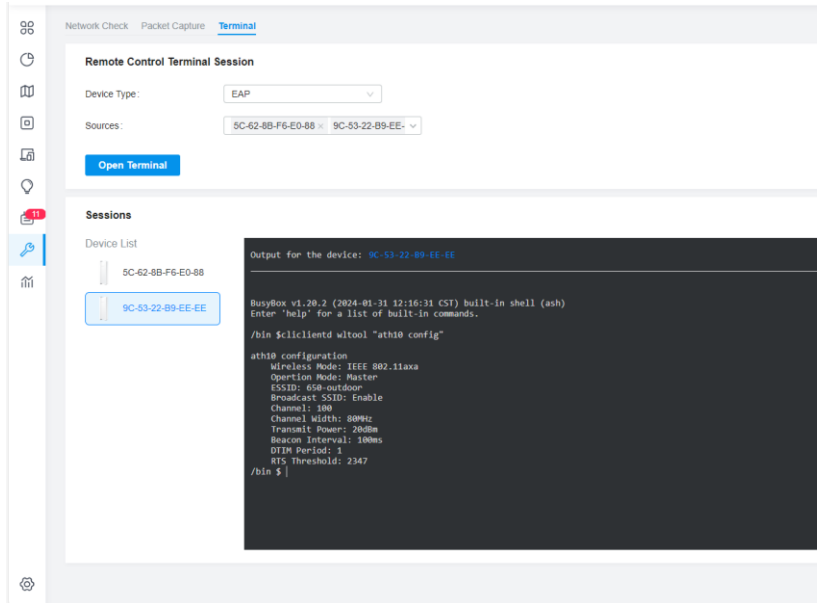 Network Check Packet Capture Terminal
Remote Control Terminal Session
Device Type: EAP
Sources: 5C-62-8B-F6-E0-88 × 9C-53-22-B9-EE-
Open Terminal
11
Sessions
Device List
5C-62-8B-F6-E0-88
9C-53-22-B9-EE-EE
Output for the device: 9C-53-22-B9-EE-EE
BusyBox v1.20.2 (2024-01-31 12:16:31 CST) built-in shell (ash)
Enter 'help' for a list of built-in commands.
/bin $cliclientd wltool "ath10 config"
ath10 configuration
Wireless Mode: IEEE 802.11axa
Opertion Mode: Master
ESSID: 650-outdoor
Broadcast SSID: Enable
Channel: 100
Channel Width: 80MHz
Transmit Power: 20dBm
Beacon Interval: 100ms
DTIM Period: 1
RTS Threshold: 2347
/bin $